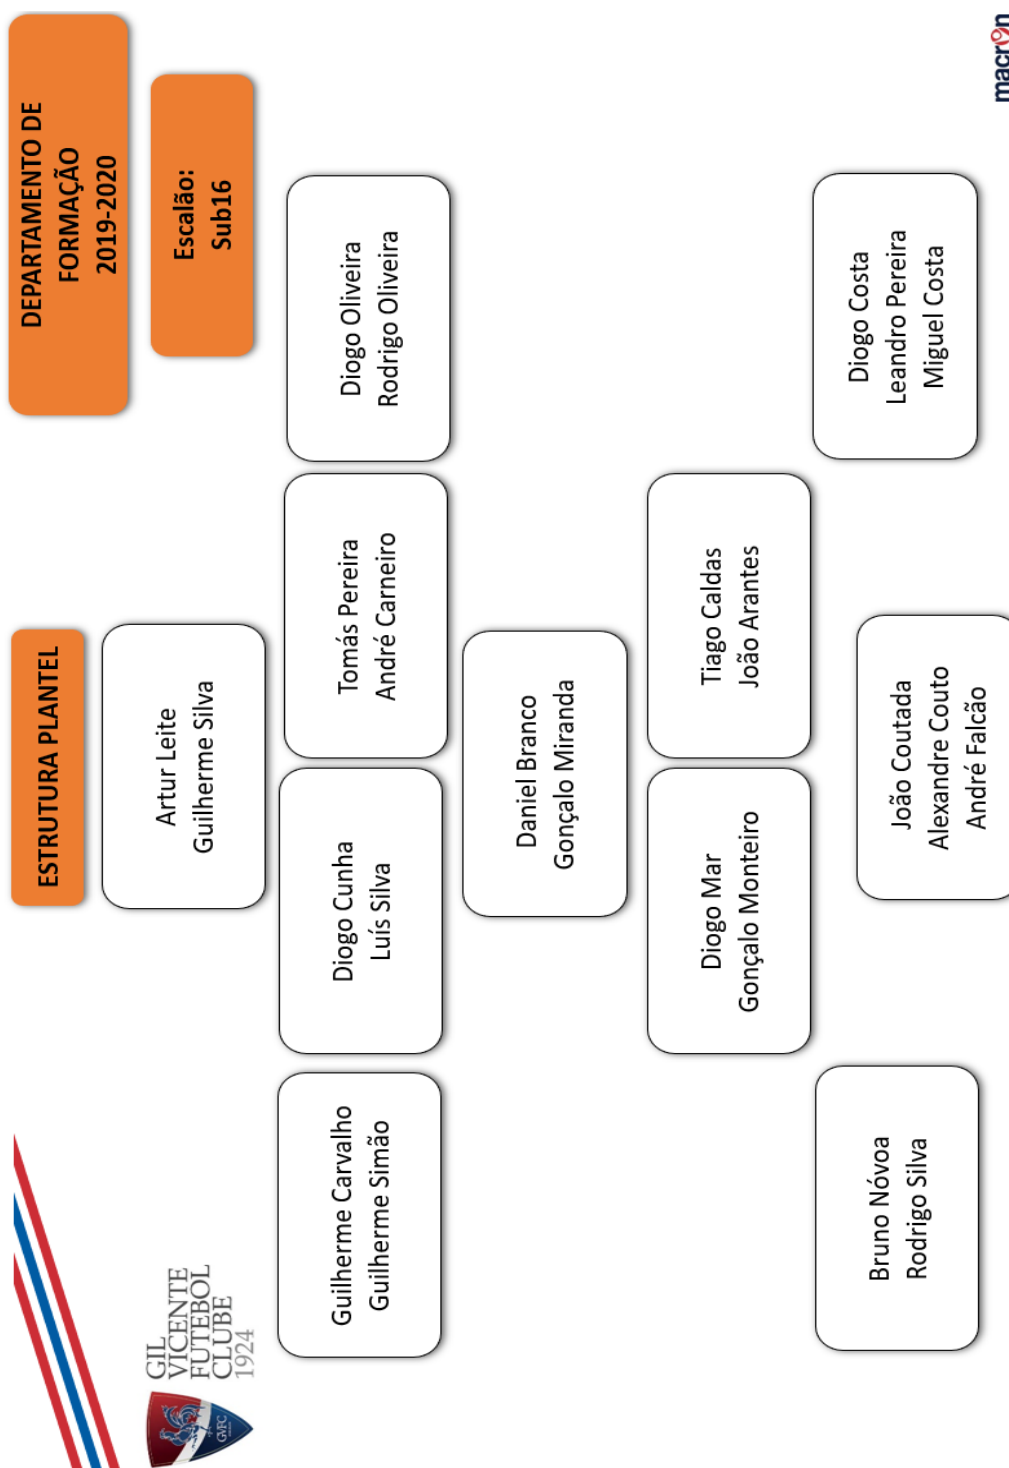 GIL
VICENTE
FUTEBOL
CLUBE
1924
GVFC
ESTRUTURA PLANTEL
DEPARTAMENTO DE
FORMAÇÃO
2019-2020
Escalão:
Sub16
Artur Leite
Guilherme Silva
Guilherme Carvalho
Guilherme Simão
Diogo Cunha
Luís Silva
Tomás Pereira
André Carneiro
Diogo Oliveira
Rodrigo Oliveira
Daniel Branco
Gonçalo Miranda
Diogo Mar
Gonçalo Monteiro
Tiago Caldas
João Arantes
Bruno Nóvoa
Rodrigo Silva
João Coutada
Alexandre Couto
André Falcão
Diogo Costa
Leandro Pereira
Miguel Costa
macron